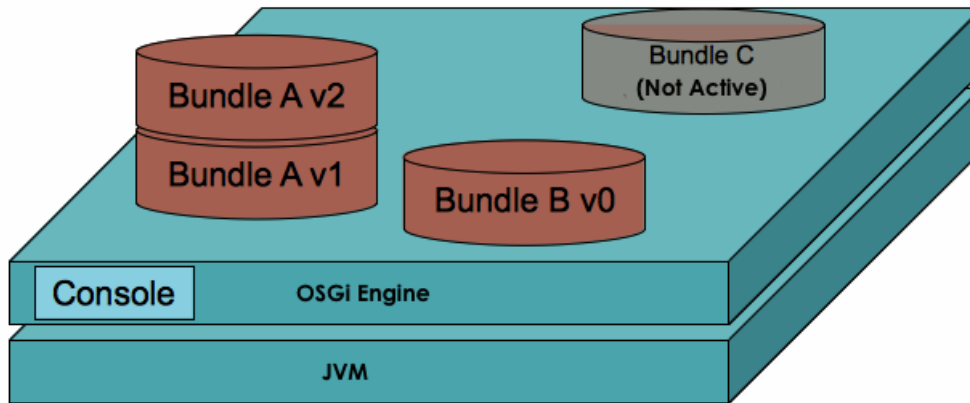 Bundle A v2
Bundle A v1
Bundle B v0
Bundle C
(Not Active)
Console
OSGi Engine
JVM